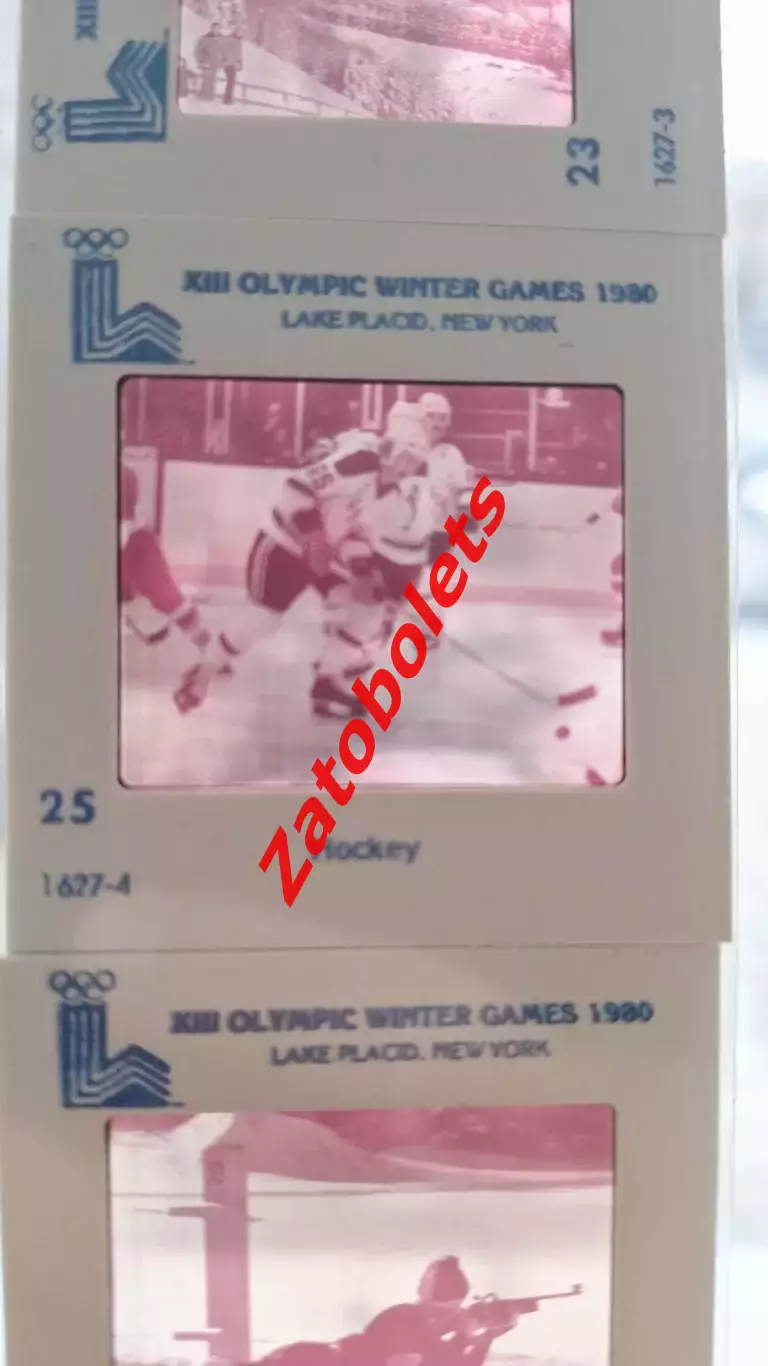 XIII
23
1627-3
XIII OLYMPIC WINTER GAMES 1980
LAKE PLACID, NEW YORK
25
Hockey
1627-4
Zatobolets
XIII OLYMPIC WINTER GAMES 1980
LAKE PLACID, NEW YORK